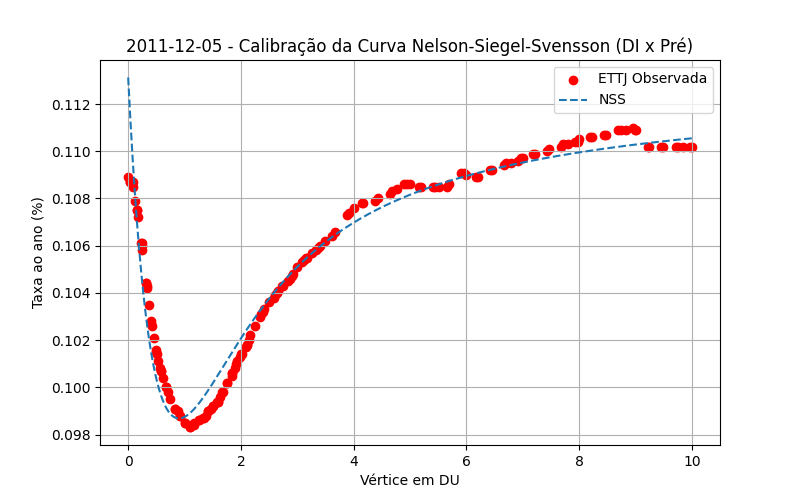 2011-12-05 - Calibração da Curva Nelson-Siegel-Svensson (DI x Pré)
ETTJ Observada
NSS
Taxa ao ano (%)
0.112
0.110
0.108
0.106
0.104
0.102
0.100
0.098
0 2 4 6 8 10
Vértice em DU